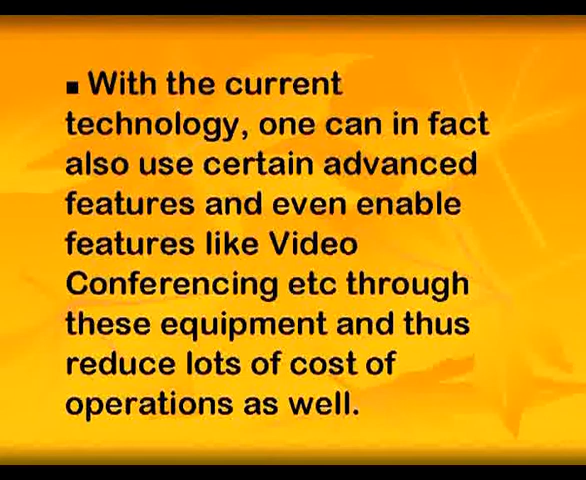 ▪ With the current
technology, one can in fact
also use certain advanced
features and even enable
features like Video
Conferencing etc through
these equipment and thus
reduce lots of cost of
operations as well.